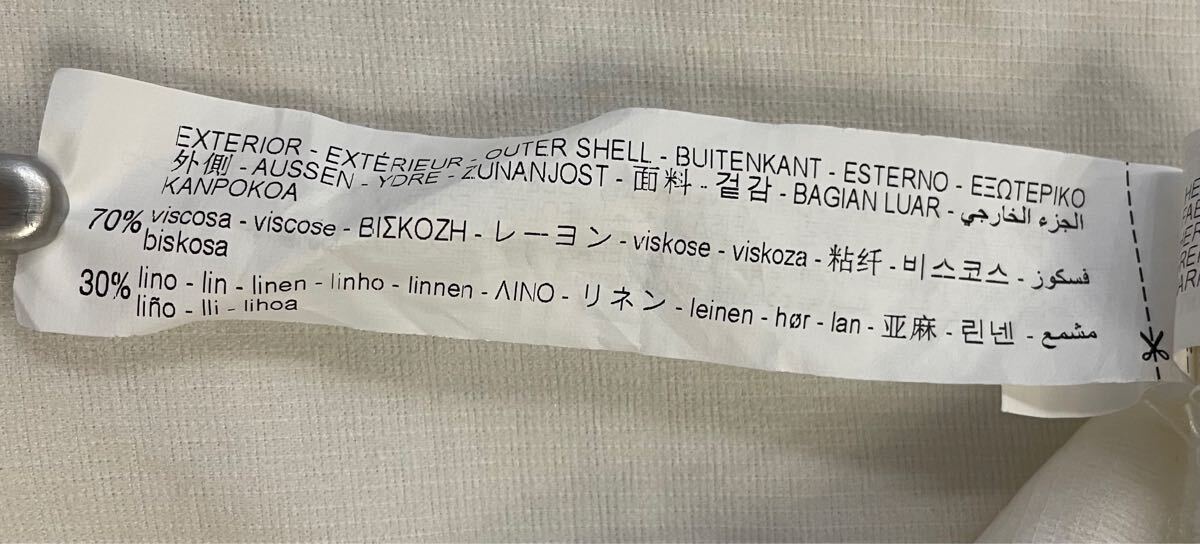 EXTERIOR - EXTÉRIEUR - OUTER SHELL - BUITENKANT - ESTERNO - ΕΞΩΤΕΡΙΚΟ
外側 - AUSSEN - YDRE - ZUNANJOST - 面料 - 겉감 - BAGIAN LUAR - الجزء الخارجي
KANPOKOA
70% viscosa - viscose - ΒΙΣΚΟΖΗ - レーヨン - viskose - viskoza - 粘纤 - 비스코스 - فسكوز
biskosa
30% lino - lin - linen - linho - linnen - ΛΙΝΟ - リネン - leinen - hør - lan - 亚麻 - 린넨 - مشمع
liño - lli - lihoa